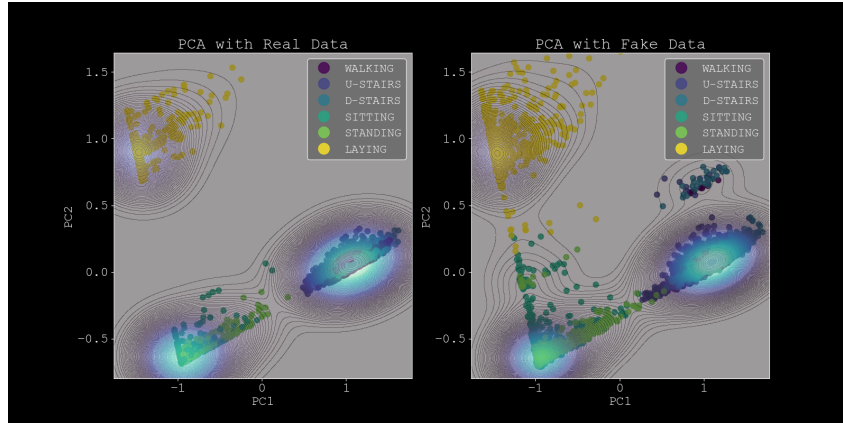 PCA with Real Data
PCA with Fake Data
1.5
1.0
0.5
0.0
−0.5
PC2
−1
0
1
PC1
WALKING
U-STAIRS
D-STAIRS
SITTING
STANDING
LAYING
1.5
1.0
0.5
0.0
−0.5
PC2
−1
0
1
PC1
WALKING
U-STAIRS
D-STAIRS
SITTING
STANDING
LAYING